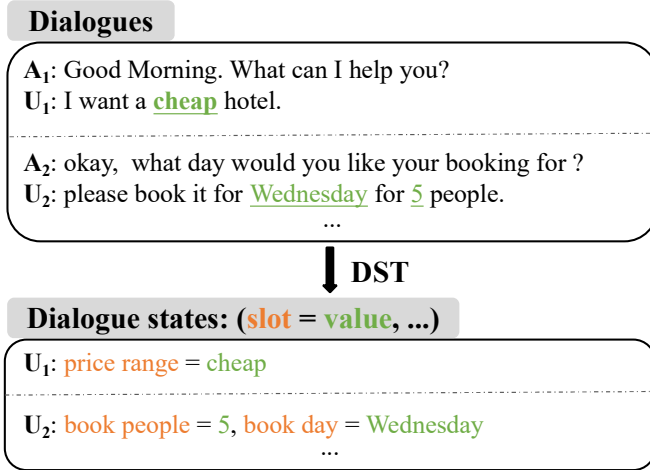 Dialogues
A1: Good Morning. What can I help you?
U1: I want a cheap hotel.
A2: okay, what day would you like your booking for ?
U2: please book it for Wednesday for 5 people.
...
DST
Dialogue states: (slot = value, ...)
U1: price range = cheap
U2: book people = 5, book day = Wednesday
...